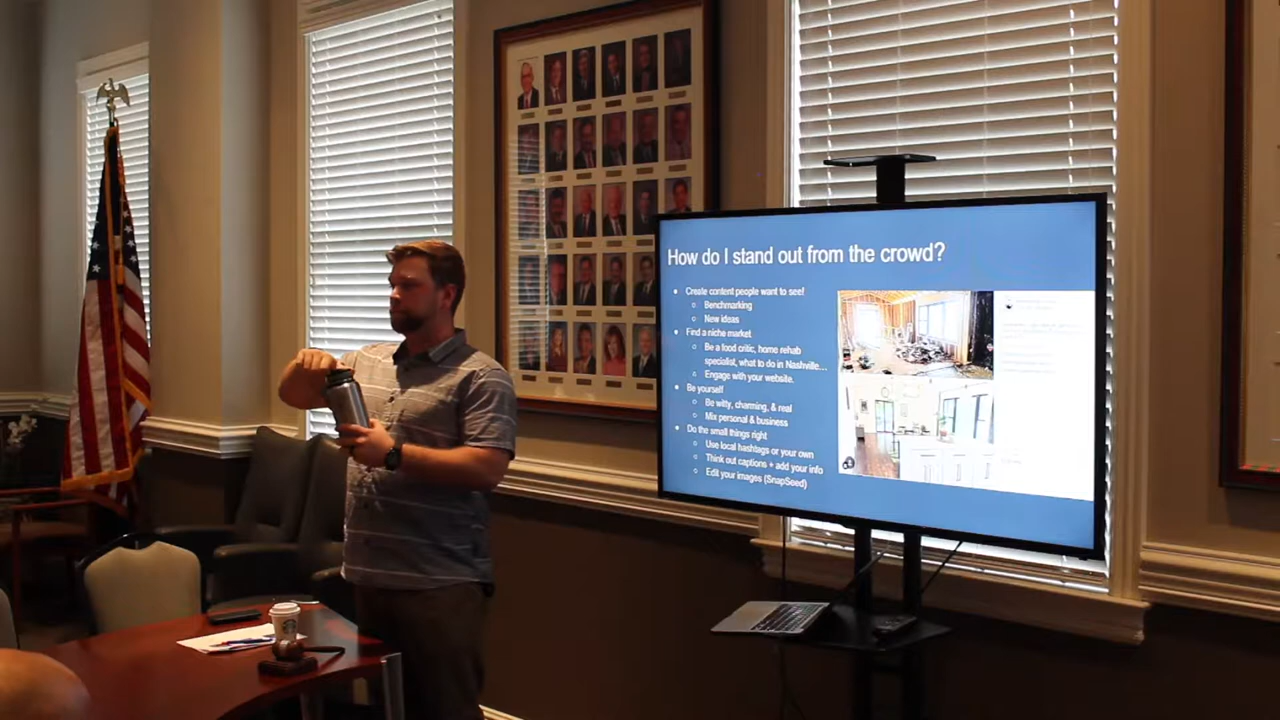 How do I stand out from the crowd?
● Create content people want to see!
○ Benchmarking
○ New ideas
● Find a niche market
○ Be a food critic, home rehab
specialist, what to do in Nashville...
○ Engage with your website.
● Be yourself
○ Be witty, charming, & real
○ Mix personal & business
● Do the small things right
○ Use local hashtags or your own
○ Think out captions + add your info
○ Edit your images (SnapSeed)